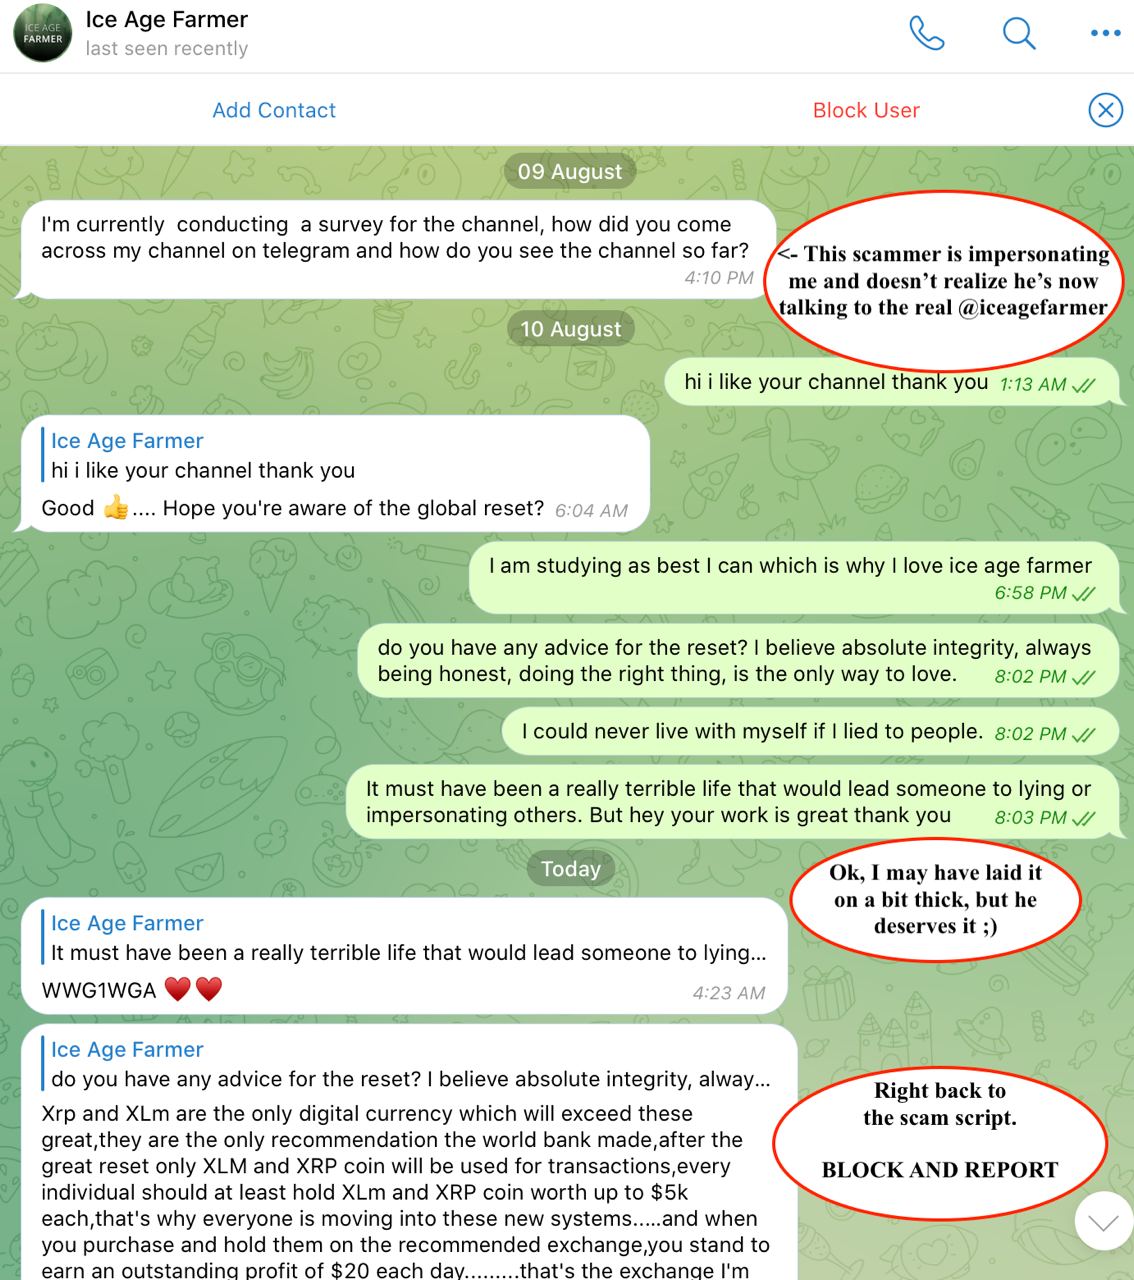 ICE AGE
FARMER
Ice Age Farmer
last seen recently
Add Contact
Block User
09 August
I'm currently  conducting  a survey for the channel, how did you come
across my channel on telegram and how do you see the channel so far?
4:10 PM
<- This scammer is impersonating
me and doesn’t realize he’s now
talking to the real @iceagefarmer
10 August
hi i like your channel thank you 1:13 AM
Ice Age Farmer
hi i like your channel thank you
Good 👍.... Hope you're aware of the global reset? 6:04 AM
I am studying as best I can which is why I love ice age farmer
6:58 PM
do you have any advice for the reset? I believe absolute integrity, always
being honest, doing the right thing, is the only way to love. 8:02 PM
I could never live with myself if I lied to people. 8:02 PM
It must have been a really terrible life that would lead someone to lying or
impersonating others. But hey your work is great thank you 8:03 PM
Today
Ok, I may have laid it
on a bit thick, but he
deserves it ;)
Ice Age Farmer
It must have been a really terrible life that would lead someone to lying...
WWG1WGA ❤️❤️ 4:23 AM
Ice Age Farmer
do you have any advice for the reset? I believe absolute integrity, alway...
Xrp and XLm are the only digital currency which will exceed these
great,they are the only recommendation the world bank made,after the
great reset only XLM and XRP coin will be used for transactions,every
individual should at least hold XLm and XRP coin worth up to $5k
each,that's why everyone is moving into these new systems.....and when
you purchase and hold them on the recommended exchange,you stand to
earn an outstanding profit of $20 each day.........that's the exchange I'm
Right back to
the scam script.
BLOCK AND REPORT